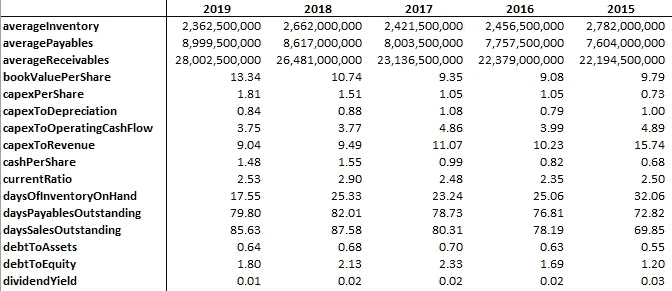 2019 2018 2017 2016 2015
averageInventory 2,362,500,000 2,662,000,000 2,421,500,000 2,456,500,000 2,782,000,000
averagePayables 8,999,500,000 8,617,000,000 8,003,500,000 7,757,500,000 7,604,000,000
averageReceivables 28,002,500,000 26,481,000,000 23,136,500,000 22,379,000,000 22,194,500,000
bookValuePerShare 13.34 10.74 9.35 9.08 9.79
capexPerShare 1.81 1.51 1.05 1.05 0.73
capexToDepreciation 0.84 0.88 1.08 0.79 1.00
capexToOperatingCashFlow 3.75 3.77 4.86 3.99 4.89
capexToRevenue 9.04 9.49 11.07 10.23 15.74
cashPerShare 1.48 1.55 0.99 0.82 0.68
currentRatio 2.53 2.90 2.48 2.35 2.50
daysOfInventoryOnHand 17.55 25.33 23.24 25.06 32.06
daysPayablesOutstanding 79.80 82.01 78.73 76.81 72.82
daysSalesOutstanding 85.63 87.58 80.31 78.19 69.85
debtToAssets 0.64 0.68 0.70 0.63 0.55
debtToEquity 1.80 2.13 2.33 1.69 1.20
dividendYield 0.01 0.02 0.02 0.02 0.03